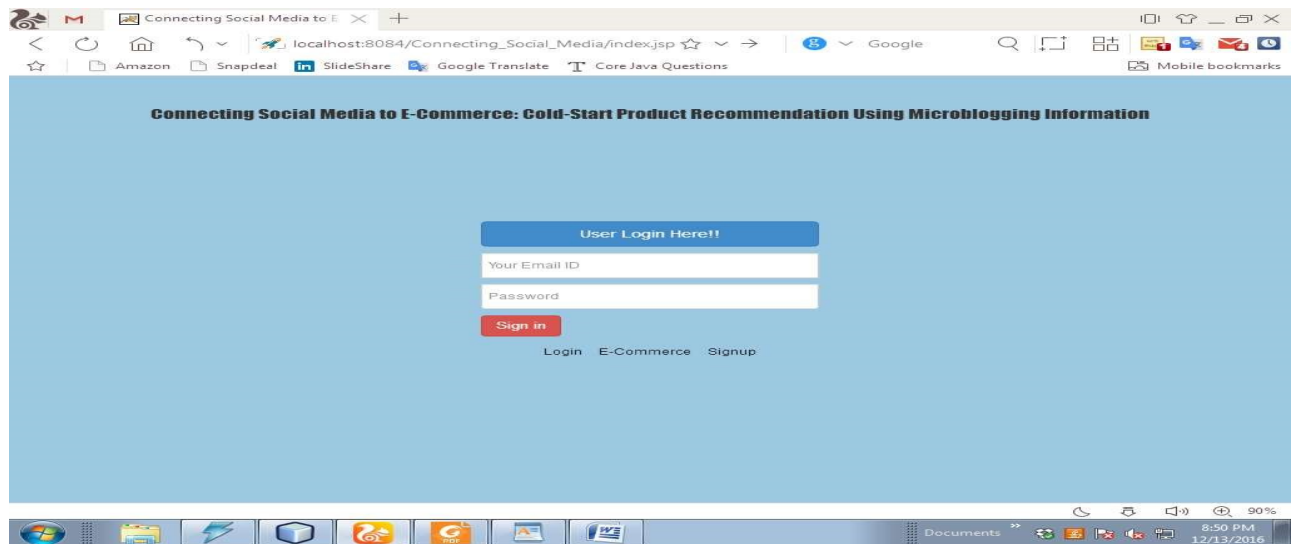 Connecting Social Media to E
localhost:8084/Connecting_Social_Media/index.jsp
g Google
Amazon Snapdeal in SlideShare Google Translate T Core Java Questions Mobile bookmarks
Connecting Social Media to E-Commerce: Cold-Start Product Recommendation Using Microblogging Information
User Login Here!!
Your Email ID
Password
Sign in
Login E-Commerce Signup
90%
Documents
8:50 PM
12/13/2016